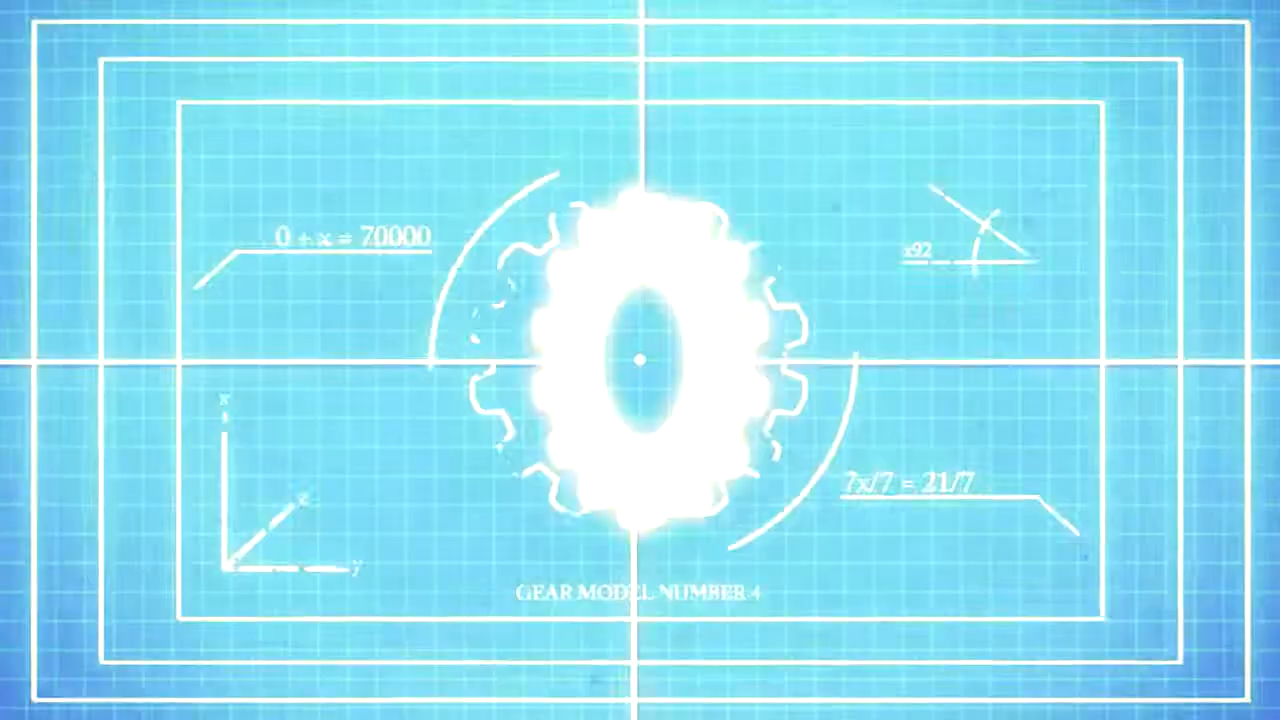 0 + x = 70000
x92
x
z
7x/7 = 21/7
y
GEAR MODEL NUMBER 4